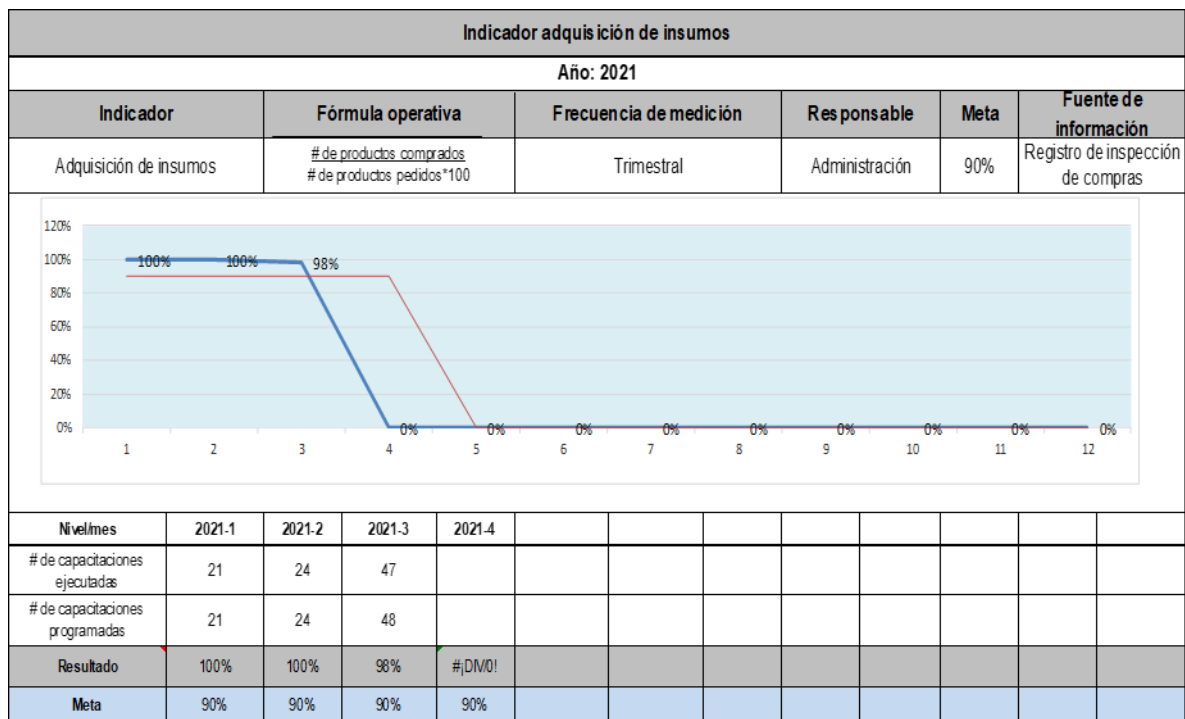 Indicador adquisición de insumos
Año: 2021
Indicador Fórmula operativa Frecuencia de medición Responsable Meta Fuente de información
Adquisición de insumos # de productos comprados Trimestral Administración 90% Registro de inspección de compras
# de productos pedidos*100
120%
100%
80%
60%
40%
20%
0%
100% 100% 98% 0% 0% 0% 0% 0% 0% 0% 0% 0%
1 2 3 4 5 6 7 8 9 10 11 12
Nivel/mes 2021-1 2021-2 2021-3 2021-4
# de capacitaciones ejecutadas 21 24 47
# de capacitaciones programadas 21 24 48
Resultado 100% 100% 98% #¡DIV/0!
Meta 90% 90% 90% 90%